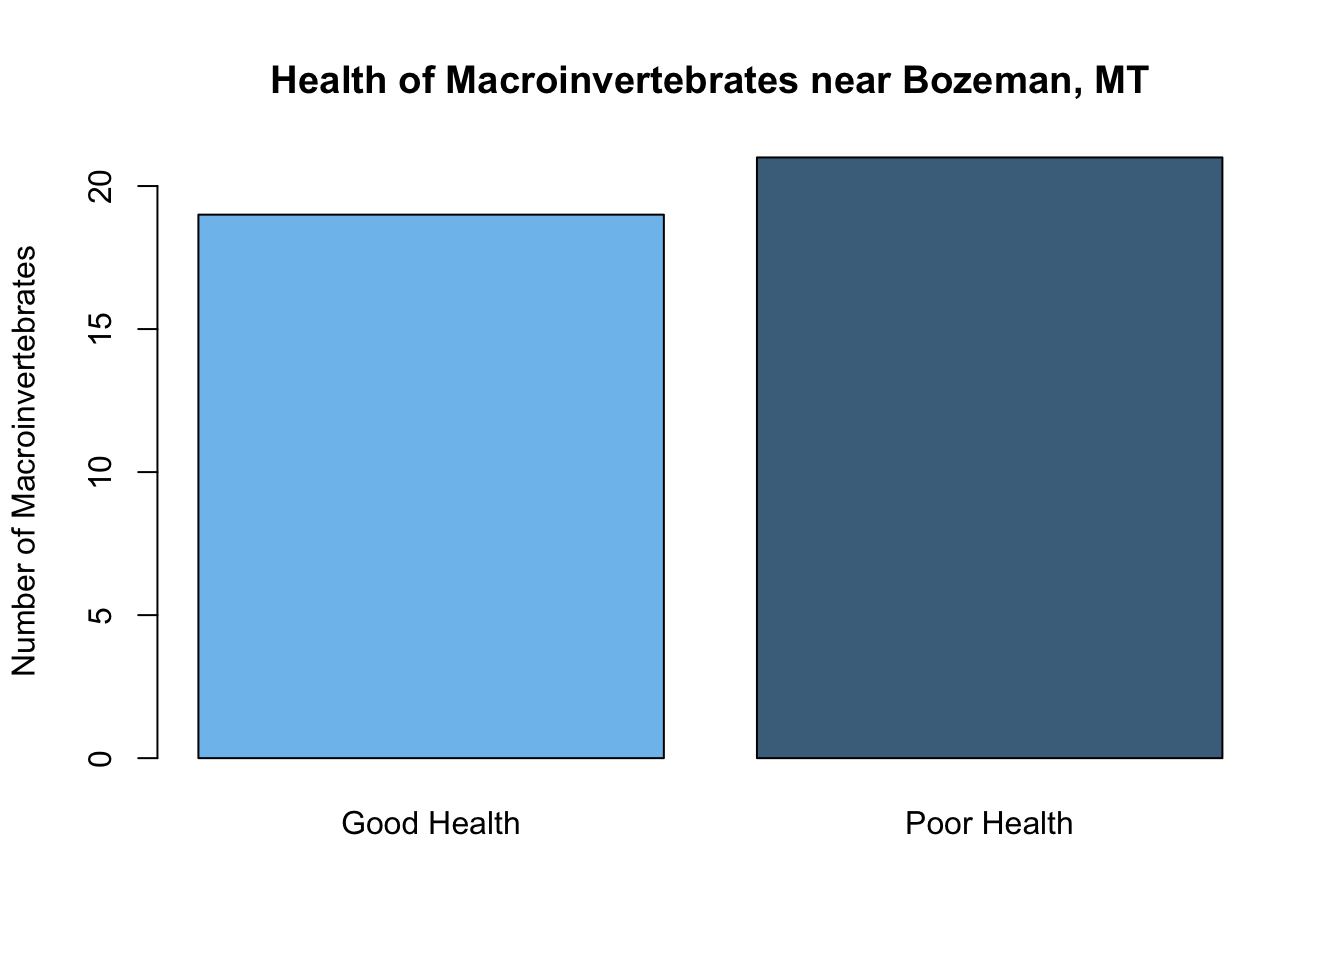 Health of Macroinvertebrates near Bozeman, MT
Number of Macroinvertebrates
20
15
10
5
0
Good Health
Poor Health